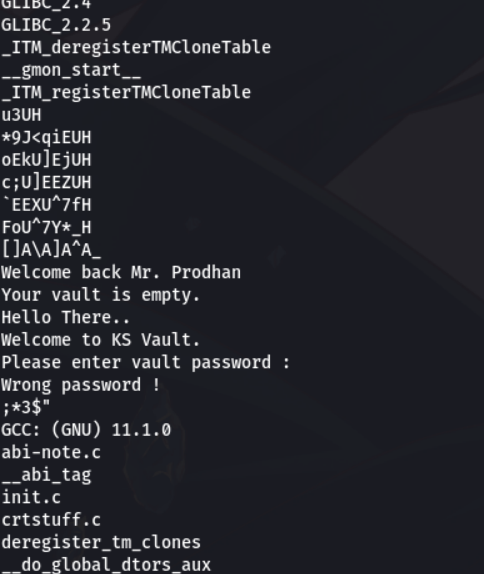 GLIBC_2.4
GLIBC_2.2.5
_ITM_deregisterTMCloneTable
__gmon_start__
_ITM_registerTMCloneTable
u3UH
*9J<qiEUH
oEkU]EjUH
c;U]EEZUH
`EEXU^7fH
FoU^7Y*_H
[]A\A]A^A_
Welcome back Mr. Prodhan
Your vault is empty.
Hello There..
Welcome to KS Vault.
Please enter vault password :
Wrong password !
;*3$"
GCC: (GNU) 11.1.0
abi-note.c
__abi_tag
init.c
crtstuff.c
deregister_tm_clones
__do_global_dtors_aux